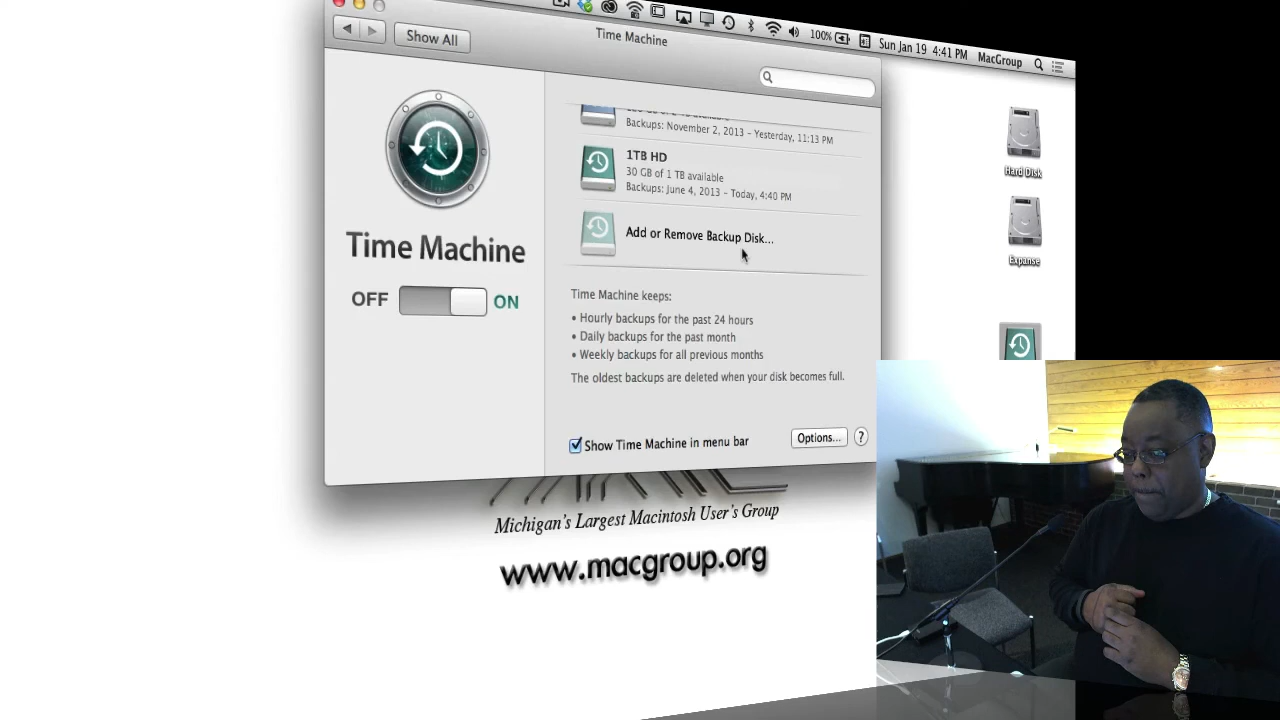 100%
Sun Jan 19 4:41 PM
MacGroup
Show All
Time Machine
Backups: November 2, 2013 – Yesterday, 11:13 PM
1TB HD
30 GB of 1 TB available
Backups: June 4, 2013 – Today, 4:40 PM
Add or Remove Backup Disk...
Time Machine
OFF
ON
Time Machine keeps:
• Hourly backups for the past 24 hours
• Daily backups for the past month
• Weekly backups for all previous months
The oldest backups are deleted when your disk becomes full.
Show Time Machine in menu bar
Options...
?
Hard Disk
Expanse
Michigan's Largest Macintosh User's Group
www.macgroup.org